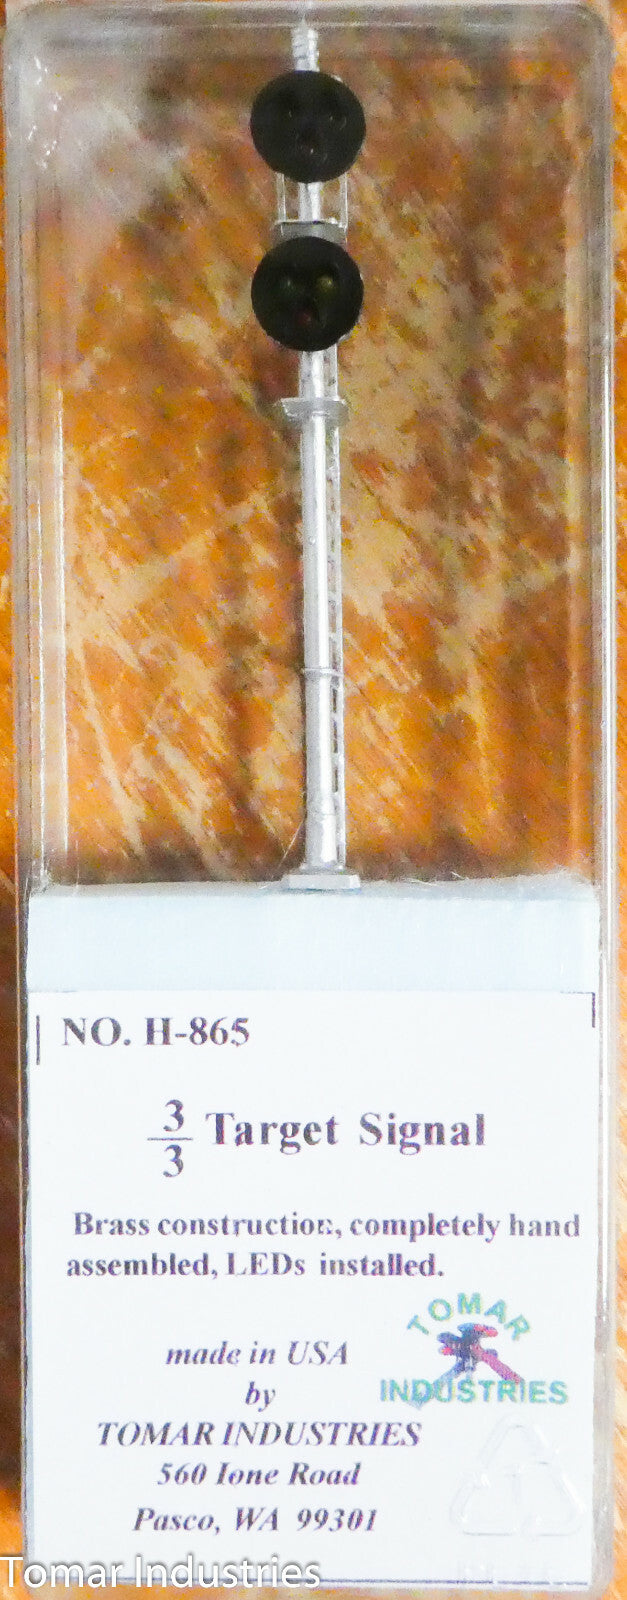 NO. H-865
3
3 Target Signal
Brass construction, completely hand
assembled, LEDs installed.
TOMAR
INDUSTRIES
made in USA
by
TOMAR INDUSTRIES
560 Ione Road
Pasco, WA 99301
Tomar Industries